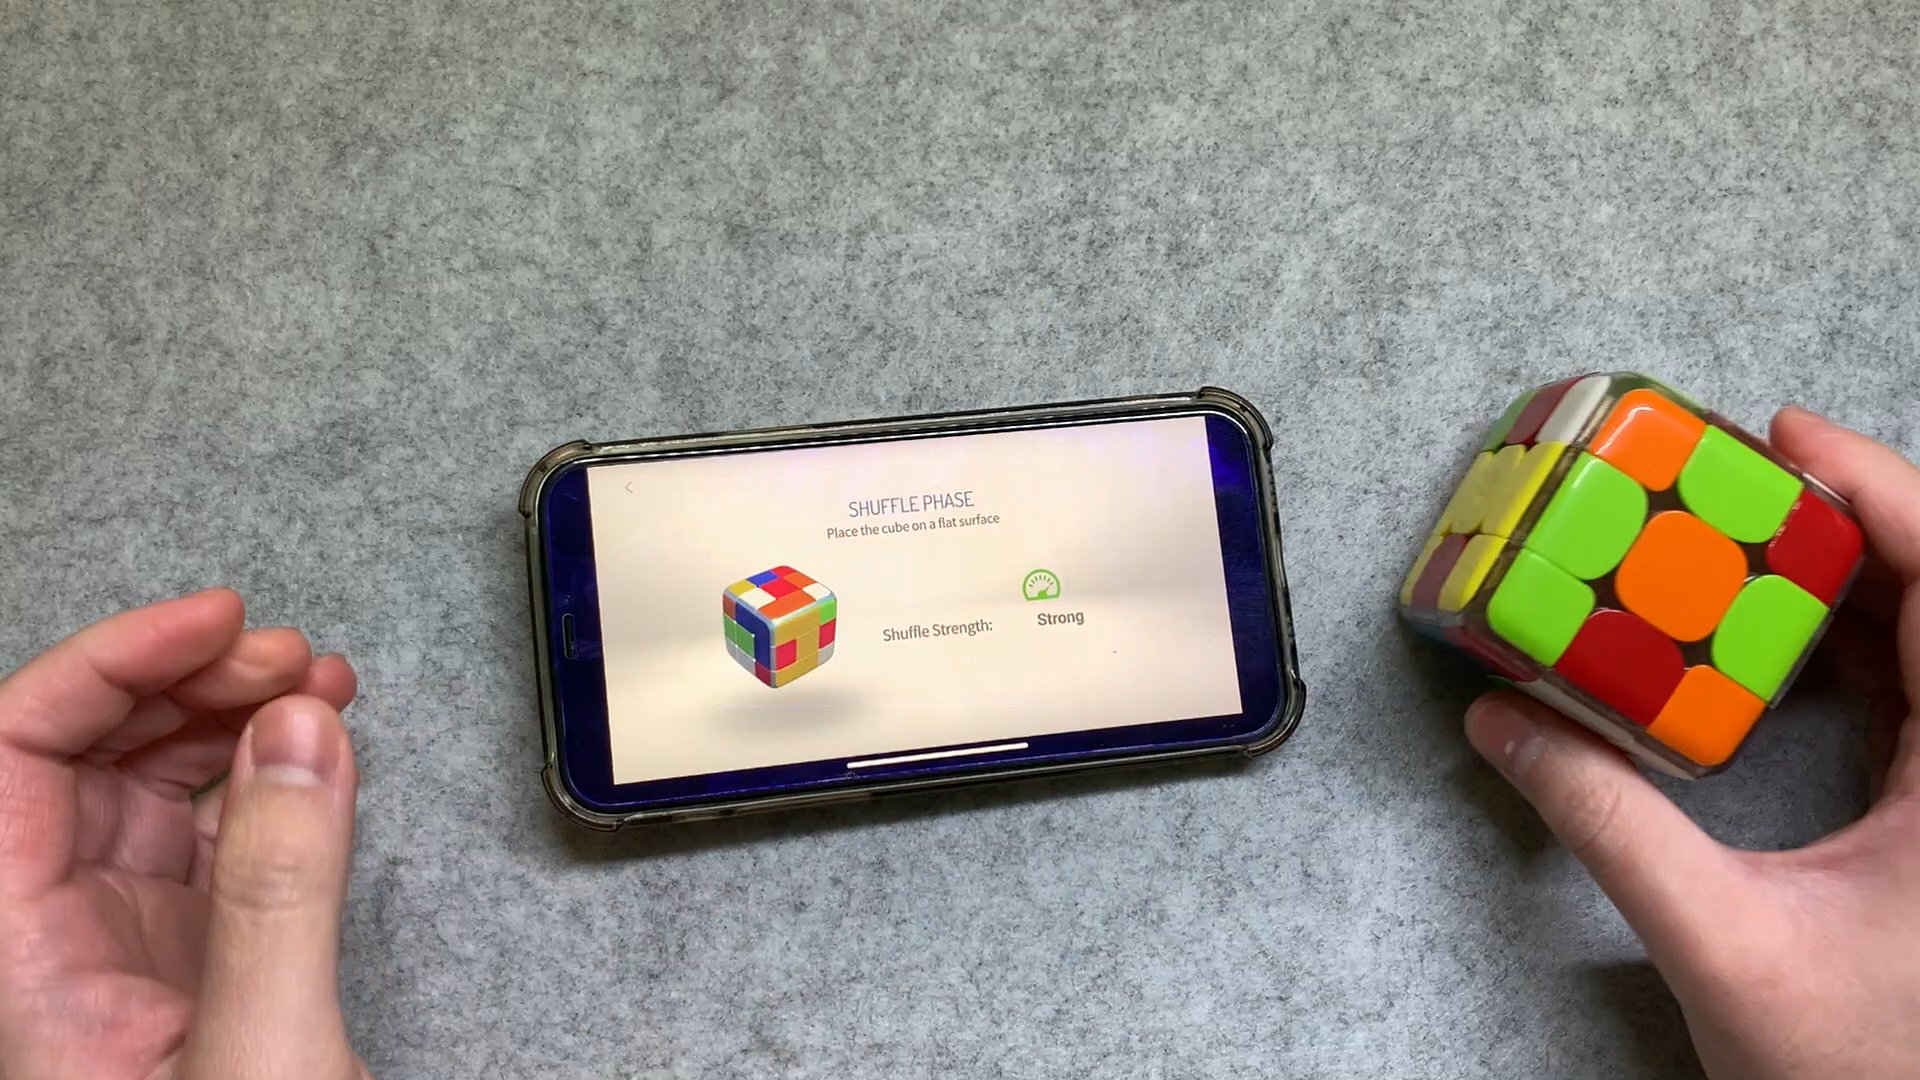 SHUFFLE PHASE
Place the cube on a flat surface
Shuffle Strength:
Strong